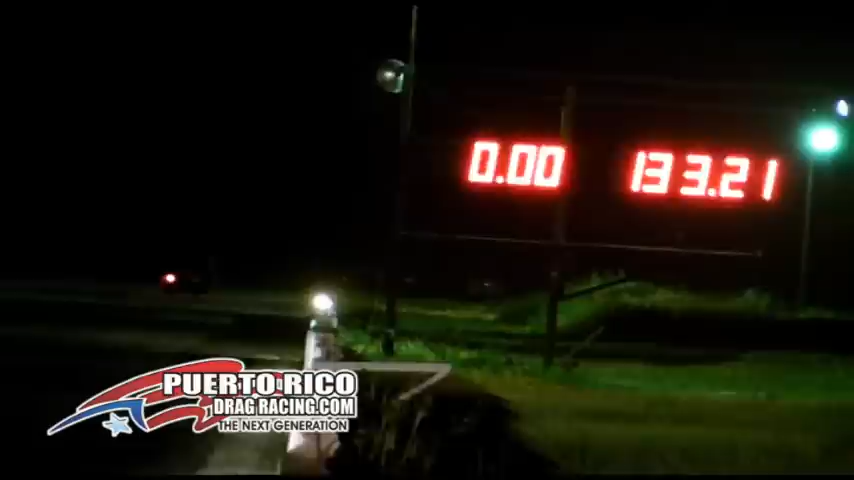 0.00 133.21
PUERTO RICO
DRAG RACING.COM
THE NEXT GENERATION